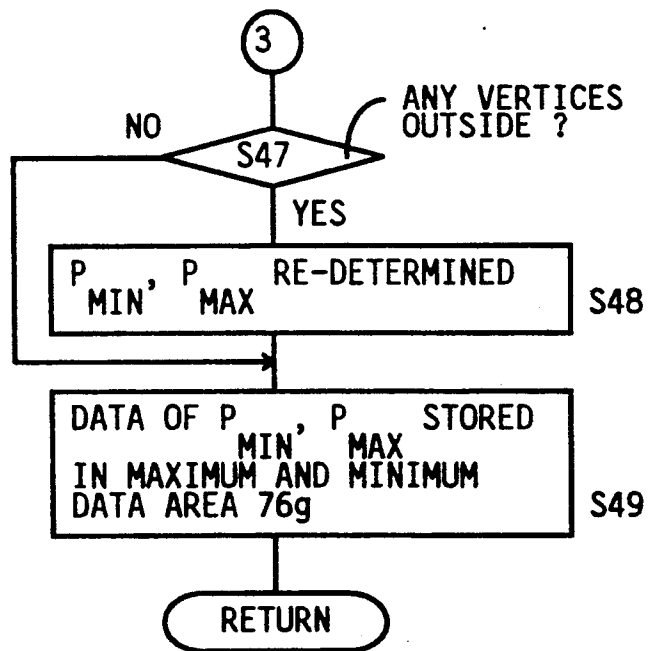 3
ANY VERTICES
OUTSIDE ?
NO
S47
YES
P MIN, P MAX RE-DETERMINED
S48
DATA OF P MIN, P MAX STORED
IN MAXIMUM AND MINIMUM
DATA AREA 76g
S49
RETURN